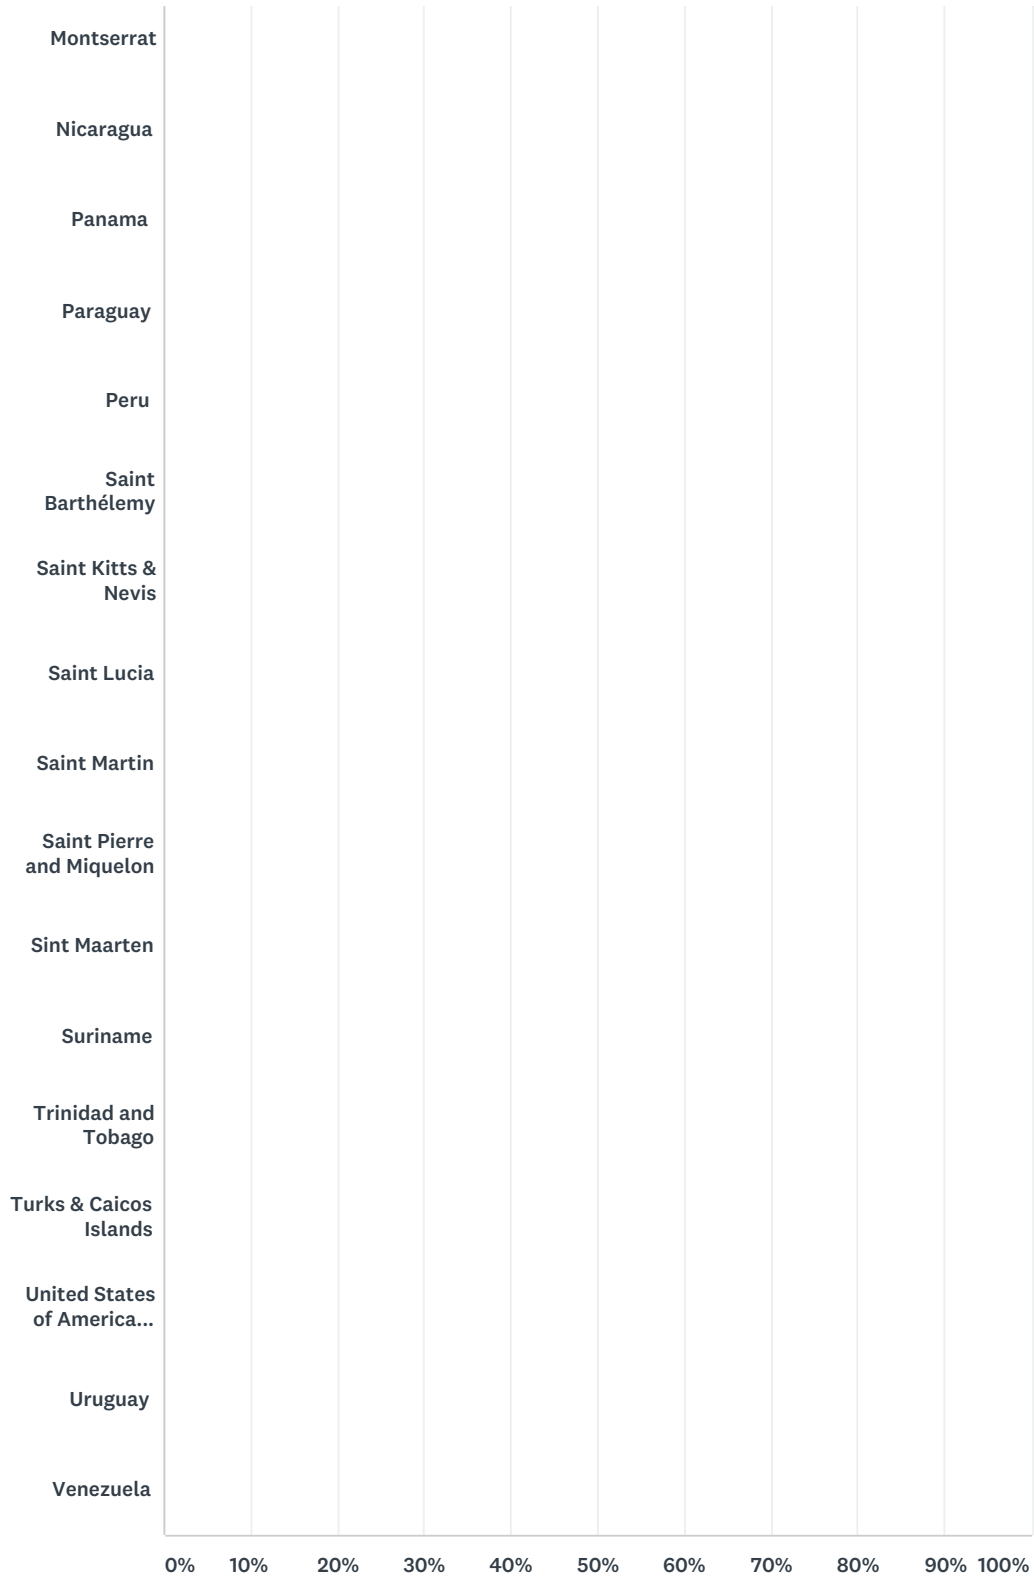 Montserrat
Nicaragua
Panama
Paraguay
Peru
Saint
Barthélemy
Saint Kitts &
Nevis
Saint Lucia
Saint Martin
Saint Pierre
and Miquelon
Sint Maarten
Suriname
Trinidad and
Tobago
Turks & Caicos
Islands
United States
of America...
Uruguay
Venezuela
0% 10% 20% 30% 40% 50% 60% 70% 80% 90% 100%